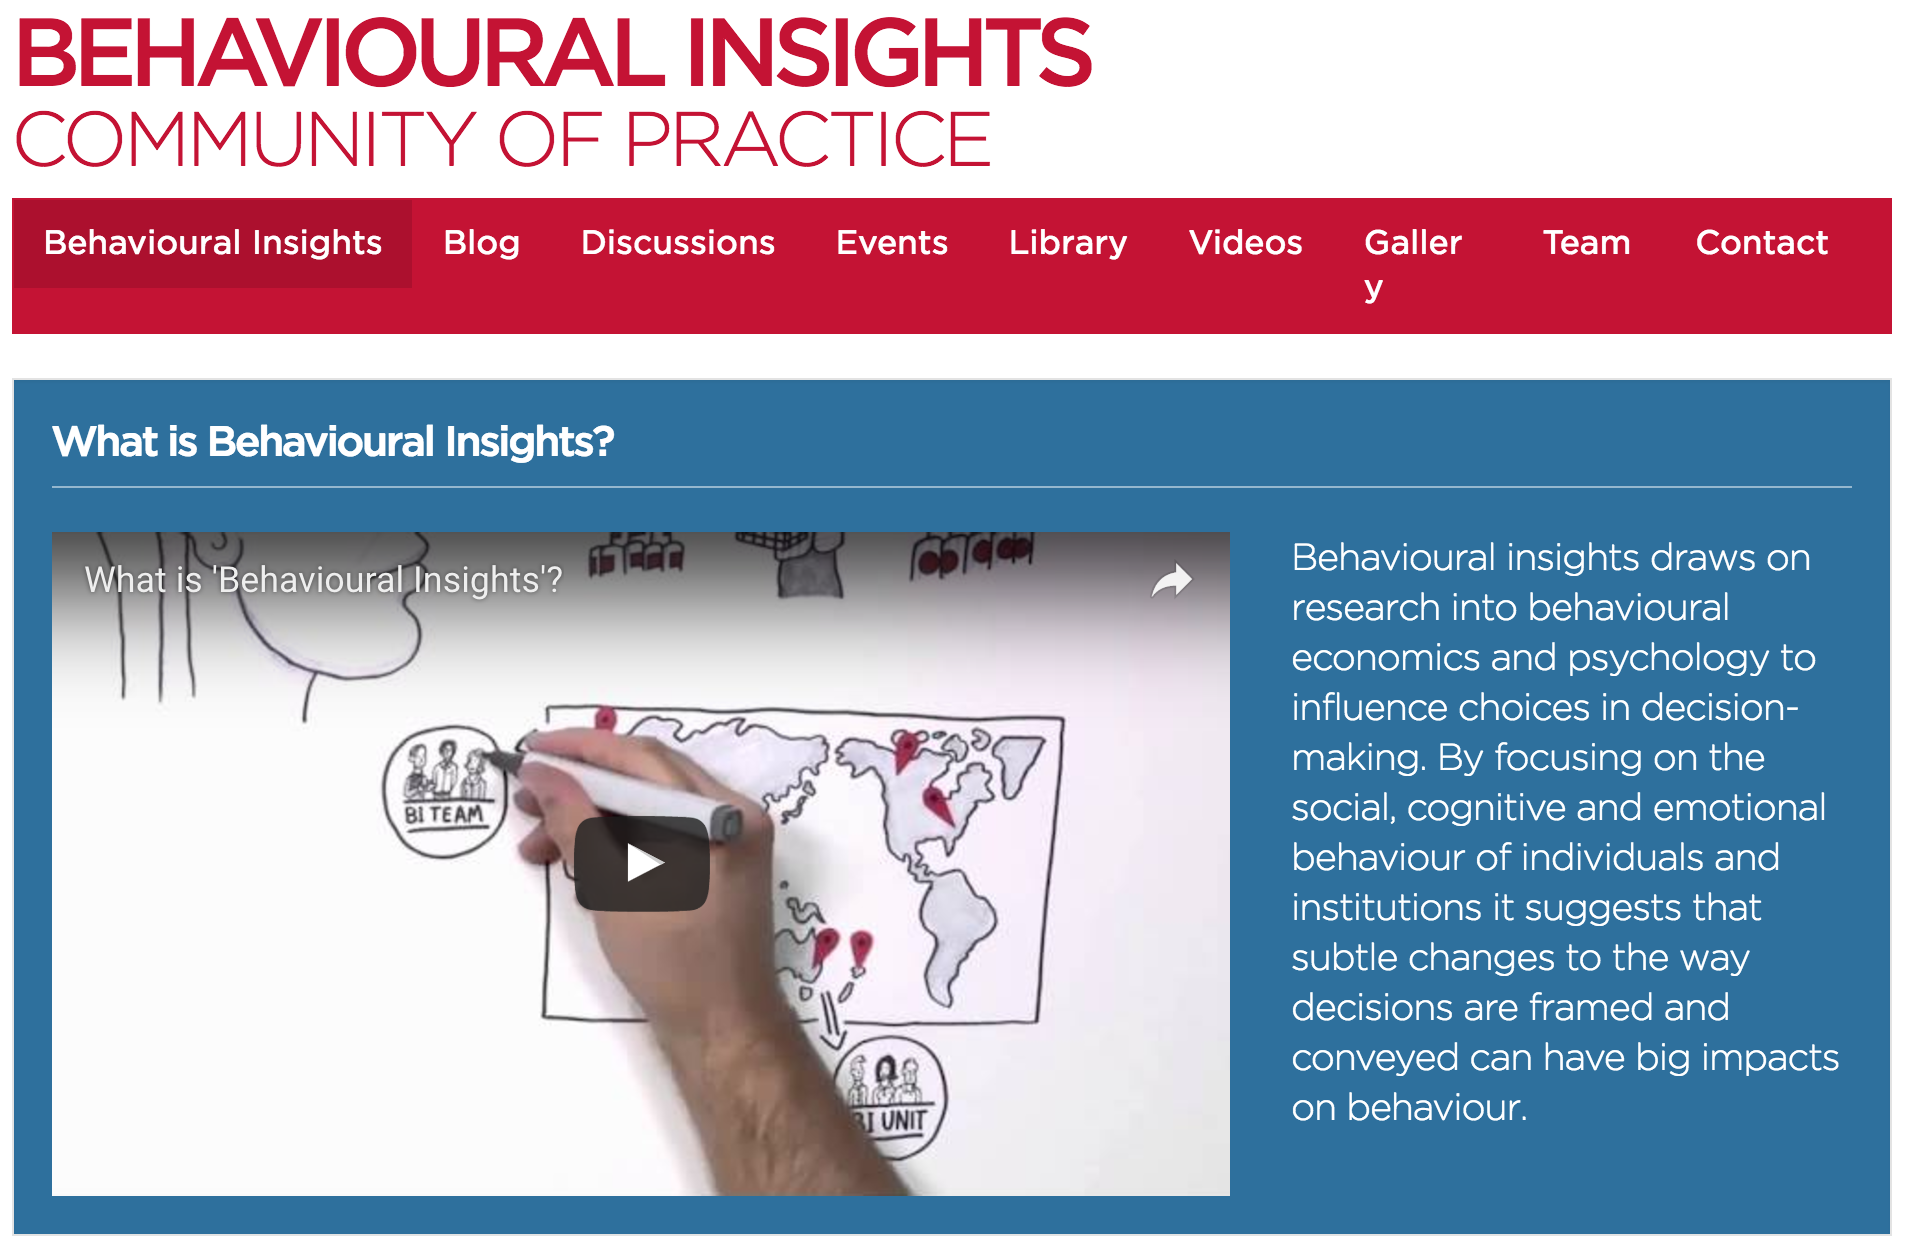 BEHAVIOURAL INSIGHTS
COMMUNITY OF PRACTICE
Behavioural Insights Blog Discussions Events Library Videos Galler Team Contact
y
What is Behavioural Insights?
What is 'Behavioural Insights'?
BI TEAM
BI UNIT
Behavioural insights draws on
research into behavioural
economics and psychology to
influence choices in decision-
making. By focusing on the
social, cognitive and emotional
behaviour of individuals and
institutions it suggests that
subtle changes to the way
decisions are framed and
conveyed can have big impacts
on behaviour.